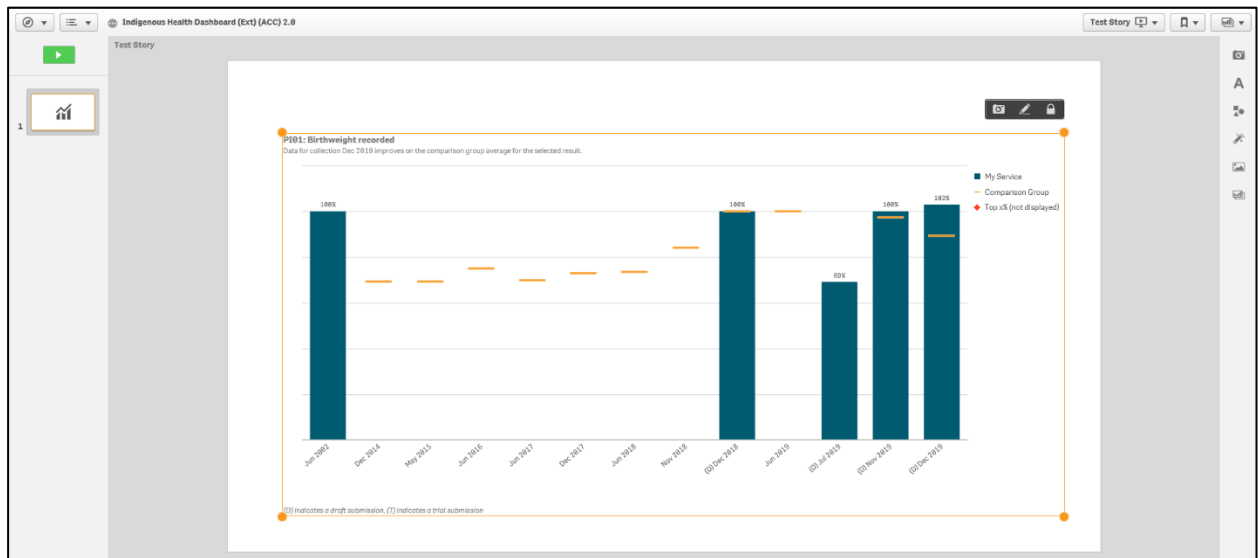 Indigenous Health Dashboard (Ext) (ACC) 2.0
Test Story
Test Story
1
PI01: Birthweight recorded
Data for collection Dec 2019 improves on the comparison group average for the selected result.
My Service
Comparison Group
Top x% (not displayed)
100%
100%
100%
Jun 2002
Dec 2014
May 2015
Jun 2016
Jun 2017
Dec 2017
Jun 2018
Nov 2018
(D) Dec 2018
Jun 2019
(D) Jul 2019
(D) Nov 2019
(D) Dec 2019
(D) indicates a draft submission, (T) indicates a trial submission
A